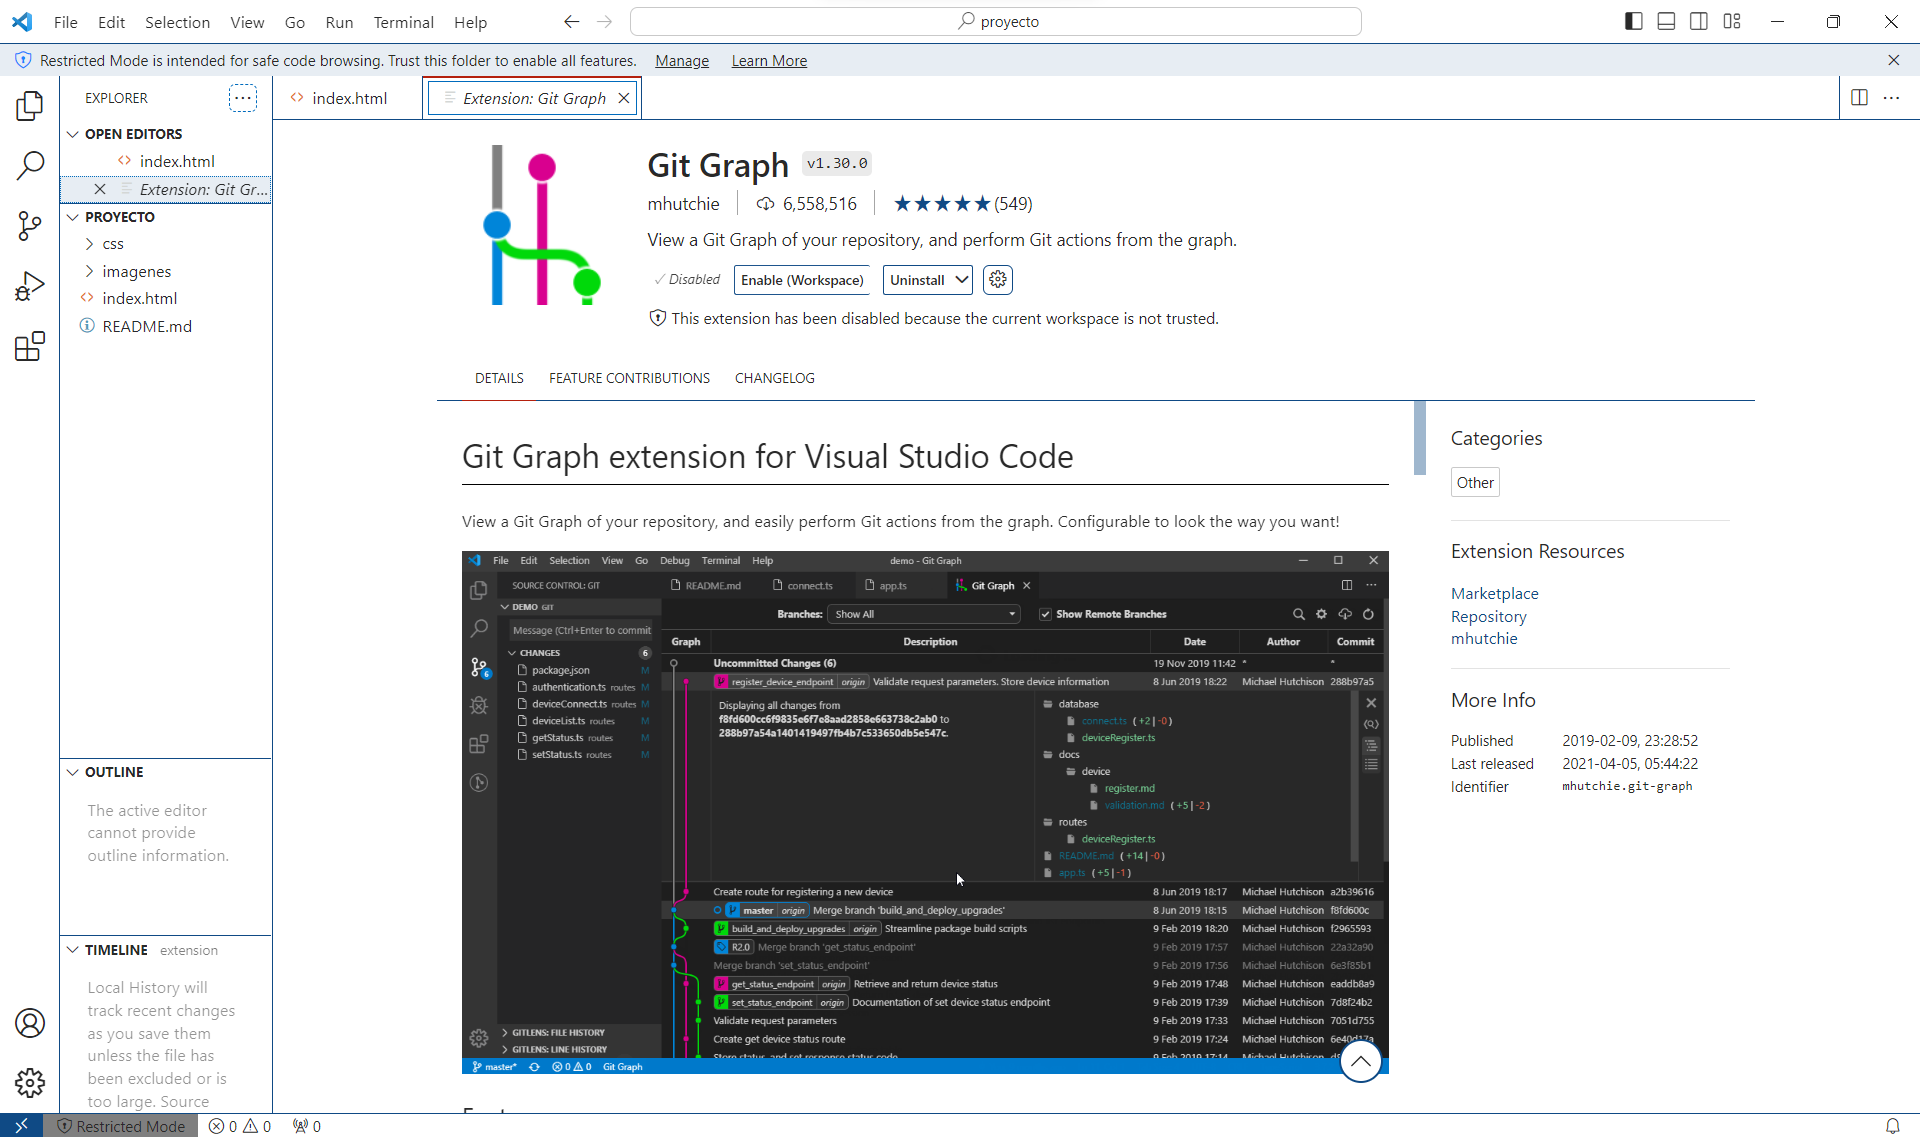 File Edit Selection View Go Run Terminal Help
proyecto
Restricted Mode is intended for safe code browsing. Trust this folder to enable all features. Manage Learn More
EXPLORER
OPEN EDITORS
index.html
Extension: Git Gr...
PROYECTO
css
imagenes
index.html
README.md
OUTLINE
The active editor
cannot provide
outline information.
TIMELINE extension
Local History will
track recent changes
as you save them
unless the file has
been excluded or is
too large. Source
index.html
Extension: Git Graph
Git Graph v1.30.0
mhutchie 6,558,516 ★★★★★(549)
View a Git Graph of your repository, and perform Git actions from the graph.
Disabled Enable (Workspace) Uninstall
This extension has been disabled because the current workspace is not trusted.
DETAILS FEATURE CONTRIBUTIONS CHANGELOG
Git Graph extension for Visual Studio Code
View a Git Graph of your repository, and easily perform Git actions from the graph. Configurable to look the way you want!
File Edit Selection View Go Debug Terminal Help demo - Git Graph
SOURCE CONTROL: GIT
DEMO GIT
Message (Ctrl+Enter to commit
CHANGES 6
package.json M
authentication.ts routes M
deviceConnect.ts routes M
deviceList.ts routes M
getStatus.ts routes M
setStatus.ts routes M
6
GITLENS: FILE HISTORY
GITLENS: LINE HISTORY
README.md connect.ts app.ts Git Graph
Branches: Show All Show Remote Branches
Graph Description Date Author Commit
Uncommitted Changes (6) 19 Nov 2019 11:42 * *
register_device_endpoint origin Validate request parameters. Store device information 8 Jun 2019 18:22 Michael Hutchison 288b97a5
Displaying all changes from
f8fd600cc6f9835e6f7e8aad2858e663738c2ab0 to
288b97a54a1401419497fb4b7c533650db5e547c.
database
connect.ts (+2|-0)
deviceRegister.ts
docs
device
register.md
validation.md (+5|-2)
routes
deviceRegister.ts
README.md (+14|-0)
app.ts (+5|-1)
Create route for registering a new device 8 Jun 2019 18:17 Michael Hutchison a2b39616
master origin Merge branch 'build_and_deploy_upgrades' 8 Jun 2019 18:15 Michael Hutchison f8fd600c
build_and_deploy_upgrades origin Streamline package build scripts 9 Feb 2019 18:20 Michael Hutchison f2965593
R2.0 Merge branch 'get_status_endpoint' 9 Feb 2019 17:57 Michael Hutchison 22a32a90
Merge branch 'set_status_endpoint' 9 Feb 2019 17:56 Michael Hutchison 6e3f85b1
get_status_endpoint origin Retrieve and return device status 9 Feb 2019 17:48 Michael Hutchison eaddb8a9
set_status_endpoint origin Documentation of set device status endpoint 9 Feb 2019 17:39 Michael Hutchison 7d8f24b2
Validate request parameters 9 Feb 2019 17:33 Michael Hutchison 7051d755
Create get device status route 9 Feb 2019 17:24 Michael Hutchison 6e40d17a
Store status, and set response status code 9 Feb 2019 17:14 Michael Hutchison
master* 0 0 Git Graph
Categories
Other
Extension Resources
Marketplace
Repository
mhutchie
More Info
Published 2019-02-09, 23:28:52
Last released 2021-04-05, 05:44:22
Identifier mhutchie.git-graph
Restricted Mode 0 0 0